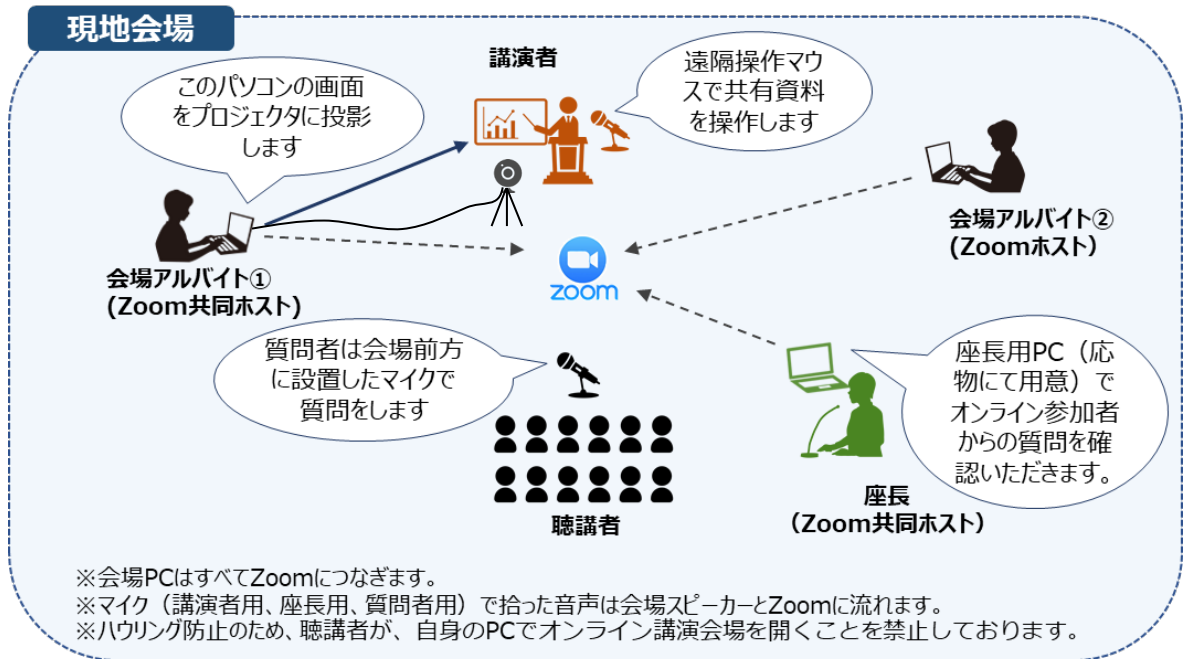 現地会場
講演者
このパソコンの画面
をプロジェクタに投影
します
遠隔操作マウ
スで共有資料
を操作します
会場アルバイト①
(Zoom共同ホスト)
会場アルバイト②
(Zoomホスト）
zoom
質問者は会場前方
に設置したマイクで
質問をします
座長用PC（応
物にて用意）で
オンライン参加者
からの質問を確
認いただきます。
聴講者
座長
（Zoom共同ホスト）
※会場PCはすべてZoomにつなぎます。
※マイク（講演者用、座長用、質問者用）で拾った音声は会場スピーカーとZoomに流れます。
※ハウリング防止のため、聴講者が、自身のPCでオンライン講演会場を開くことを禁止しております。